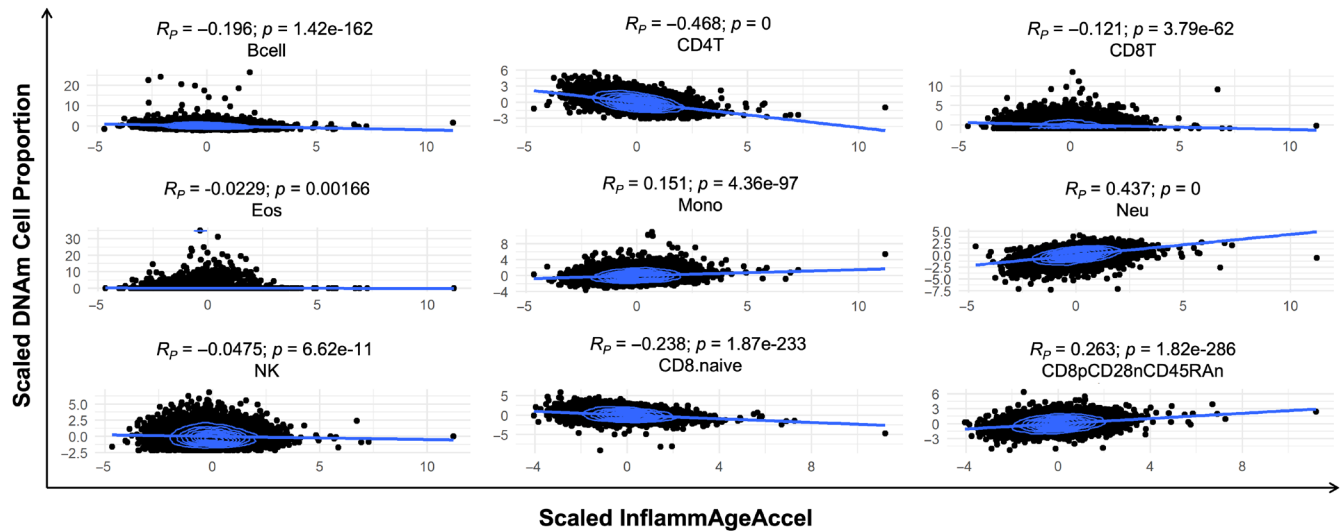 Scaled DNAm Cell Proportion
R_P = −0.196; p = 1.42e-162
Bcell
20
10
0
−5 0 5 10
R_P = −0.468; p = 0
CD4T
6
3
0
−3
−5 0 5 10
R_P = −0.121; p = 3.79e-62
CD8T
10
5
0
−5 0 5 10
R_P = -0.0229; p = 0.00166
Eos
30
20
10
0
−5 0 5 10
R_P = 0.151; p = 4.36e-97
Mono
8
4
0
−4
−5 0 5 10
R_P = 0.437; p = 0
Neu
5.0
2.5
0.0
−2.5
−5.0
−7.5
−5 0 5 10
R_P = −0.0475; p = 6.62e-11
NK
5.0
2.5
0.0
−2.5
−5 0 5 10
R_P = −0.238; p = 1.87e-233
CD8.naive
5
0
−5
−4 0 4 8
R_P = 0.263; p = 1.82e-286
CD8pCD28nCD45RAn
6
3
0
−3
−4 0 4 8
Scaled InflammAgeAccel